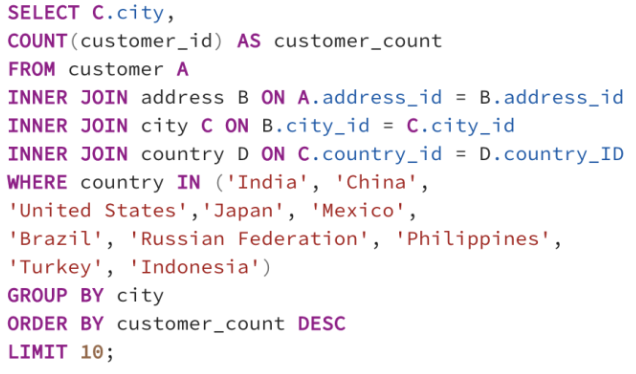 SELECT C.city,
COUNT(customer_id) AS customer_count
FROM customer A
INNER JOIN address B ON A.address_id = B.address_id
INNER JOIN city C ON B.city_id = C.city_id
INNER JOIN country D ON C.country_id = D.country_ID
WHERE country IN ('India', 'China',
'United States','Japan', 'Mexico',
'Brazil', 'Russian Federation', 'Philippines',
'Turkey', 'Indonesia')
GROUP BY city
ORDER BY customer_count DESC
LIMIT 10;